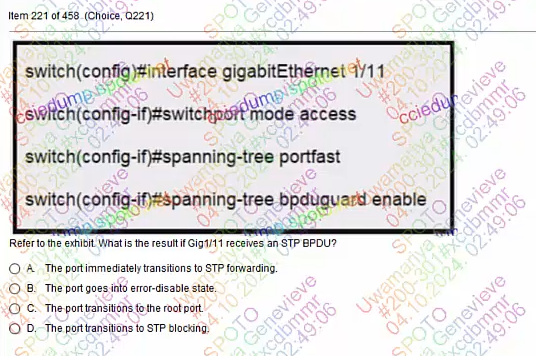 Item 221 of 458 (Choice, Q221)
switch(config)#interface gigabitEthernet 1/11
switch(config-if)#switchport mode access
switch(config-if)#spanning-tree portfast
switch(config-if)#spanning-tree bpduguard enable
Refer to the exhibit. What is the result if Gig1/11 receives an STP BPDU?
A. The port immediately transitions to STP forwarding.
B. The port goes into error-disable state.
C. The port transitions to the root port.
D. The port transitions to STP blocking.